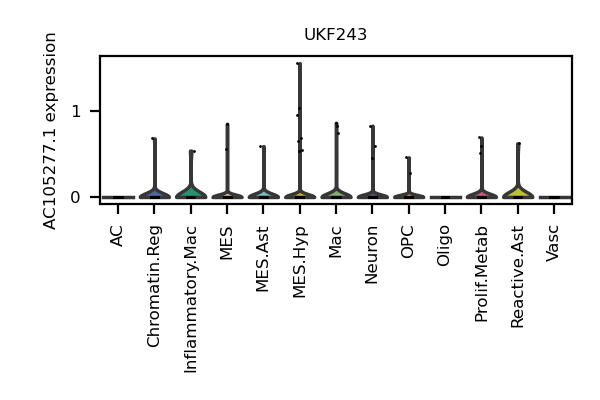 UKF243
AC105277.1 expression
1
0
AC
Chromatin.Reg
Inflammatory.Mac
MES
MES.Ast
MES.Hyp
Mac
Neuron
OPC
Oligo
Prolif.Metab
Reactive.Ast
Vasc